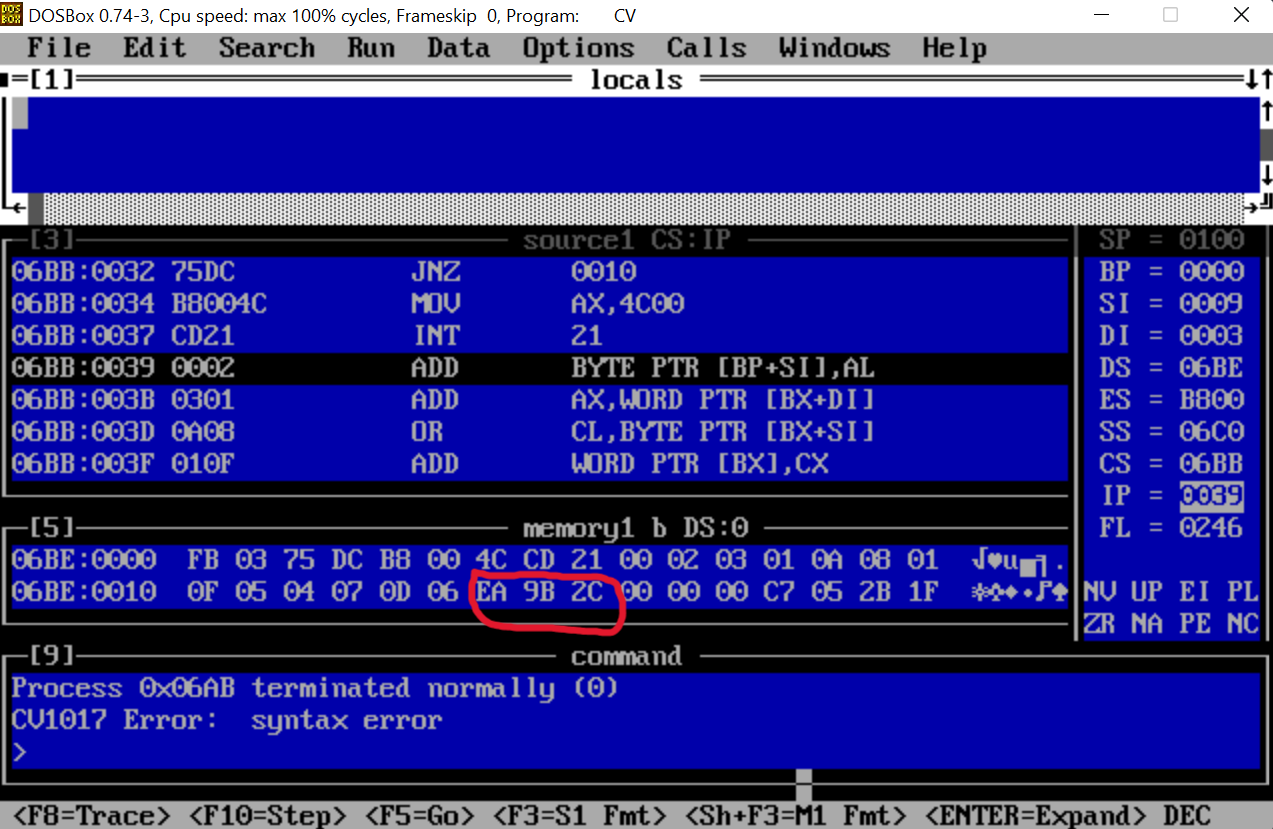 DOSBox 0.74-3, Cpu speed: max 100% cycles, Frameskip 0, Program: CV
File Edit Search Run Data Options Calls Windows Help
[1] locals
[3] source1 CS:IP
06BB:0032 75DC JNZ 0010
06BB:0034 B8004C MOV AX,4C00
06BB:0037 CD21 INT 21
06BB:0039 0002 ADD BYTE PTR [BP+SI],AL
06BB:003B 0301 ADD AX,WORD PTR [BX+DI]
06BB:003D 0A08 OR CL,BYTE PTR [BX+SI]
06BB:003F 010F ADD WORD PTR [BX],CX
SP = 0100
BP = 0000
SI = 0009
DI = 0003
DS = 06BE
ES = B800
SS = 06C0
CS = 06BB
IP = 0039
FL = 0246
NV UP EI PL
ZR NA PE NC
[5] memory1 b DS:0
06BE:0000 FB 03 75 DC B8 00 4C CD 21 00 02 03 01 0A 08 01 √♥u▄╕.
06BE:0010 0F 05 04 07 0D 06 EA 9B 2C 00 00 00 C7 05 2B 1F ☼♣♦•♪♠
[9] command
Process 0x06AB terminated normally (0)
CV1017 Error: syntax error
>
<F8=Trace> <F10=Step> <F5=Go> <F3=S1 Fmt> <Sh+F3=M1 Fmt> <ENTER=Expand> DEC